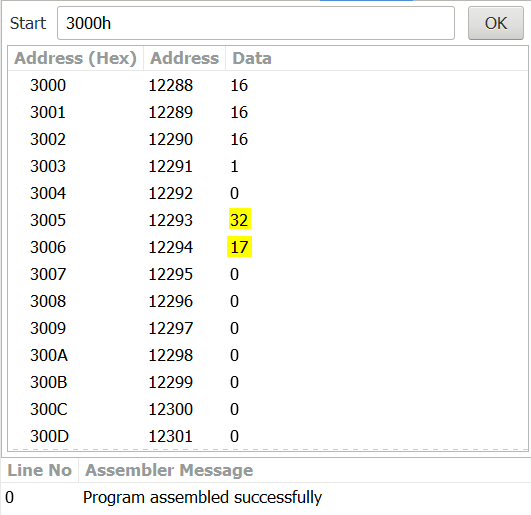 Start 3000h OK
Address (Hex) Address Data
3000 12288 16
3001 12289 16
3002 12290 16
3003 12291 1
3004 12292 0
3005 12293 32
3006 12294 17
3007 12295 0
3008 12296 0
3009 12297 0
300A 12298 0
300B 12299 0
300C 12300 0
300D 12301 0
Line No Assembler Message
0 Program assembled successfully